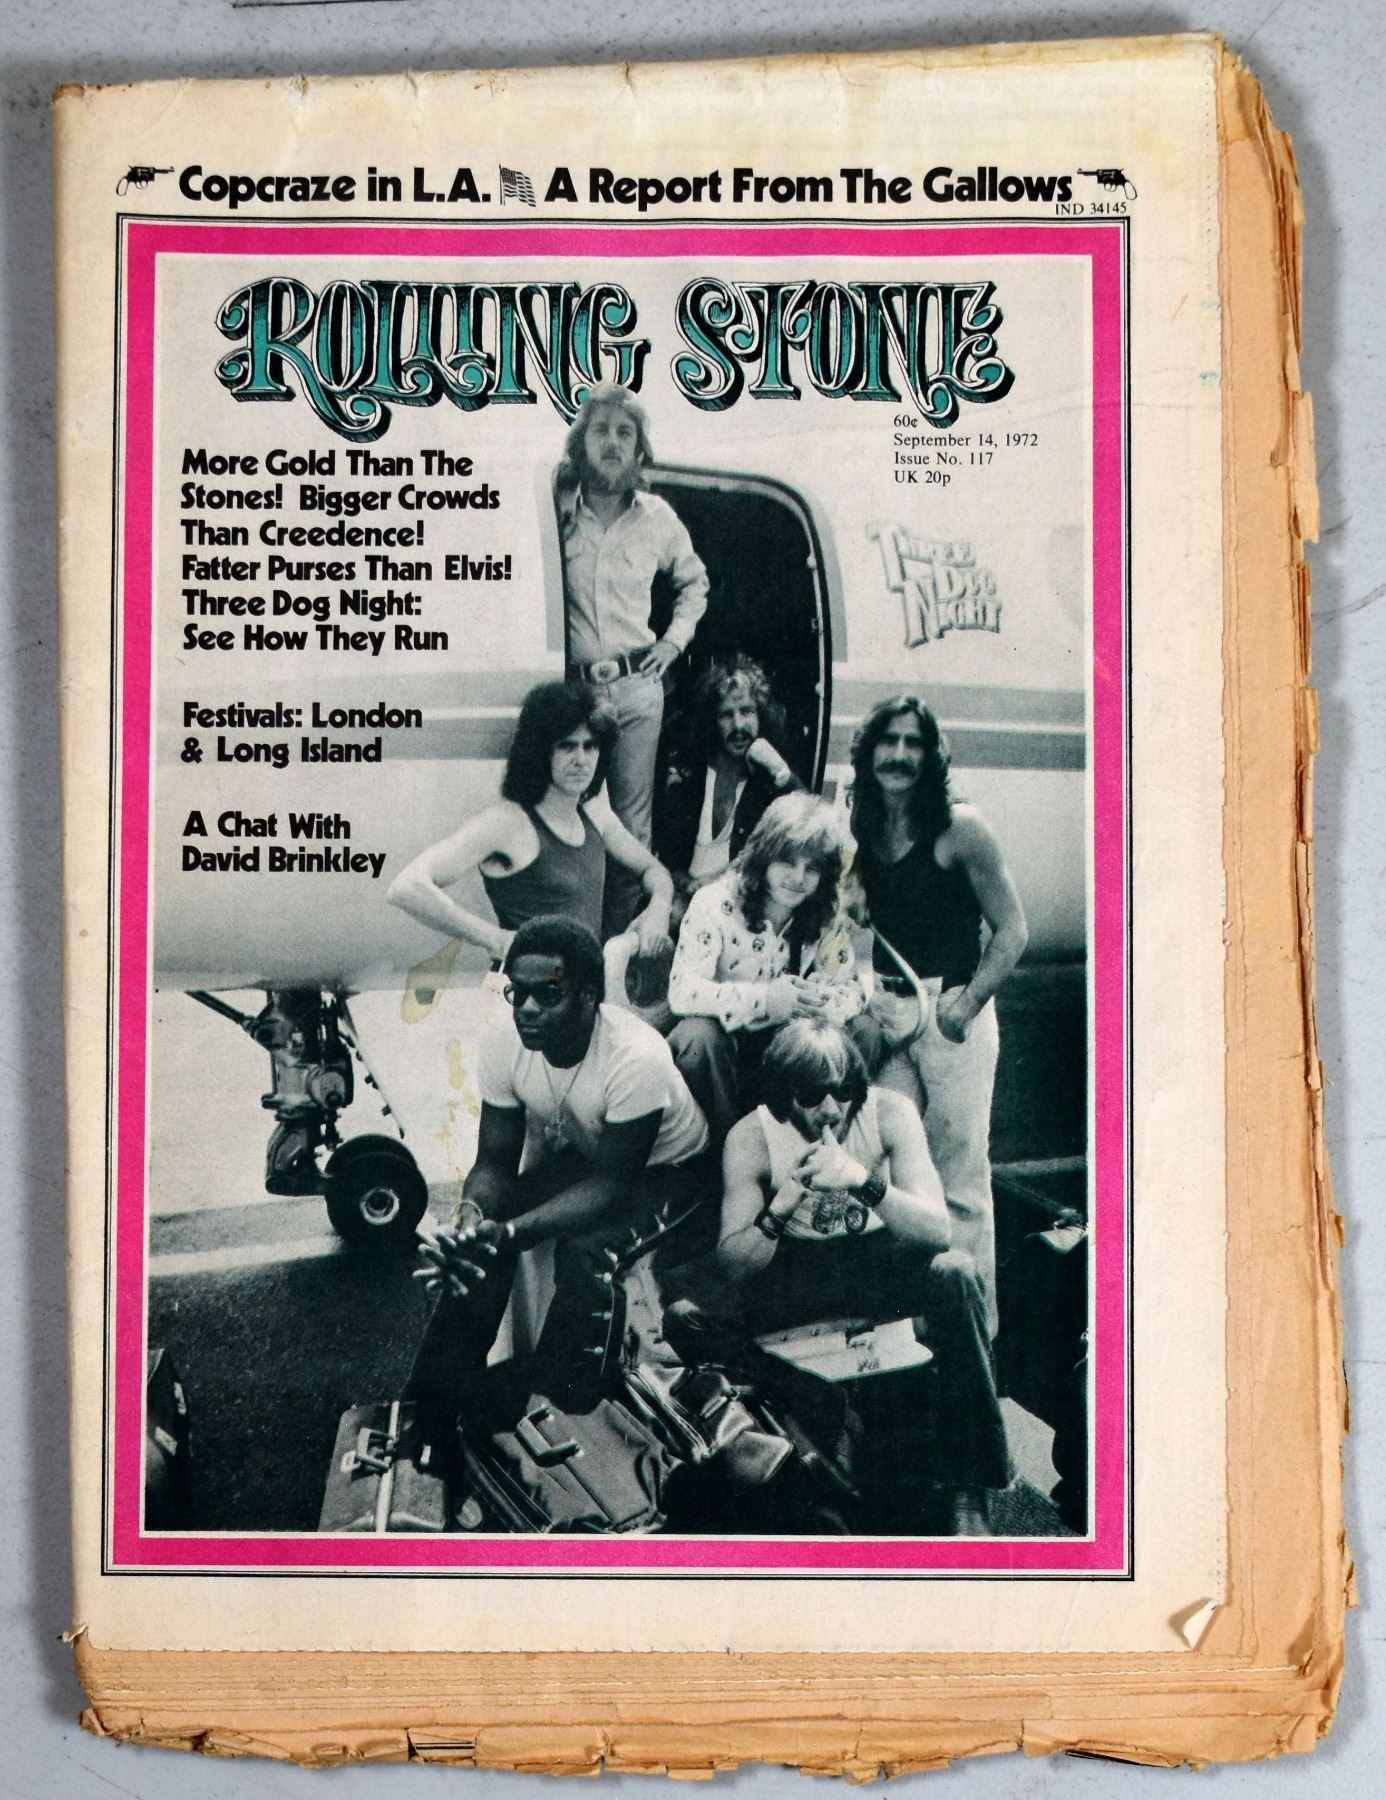 Copcraze in L.A. A Report From The Gallows
IND 34145
ROLLING STONE
60¢
September 14, 1972
Issue No. 117
UK 20p
More Gold Than The
Stones! Bigger Crowds
Than Creedence!
Fatter Purses Than Elvis!
Three Dog Night:
See How They Run
THREE
DOG
NIGHT
Festivals: London
& Long Island
A Chat With
David Brinkley